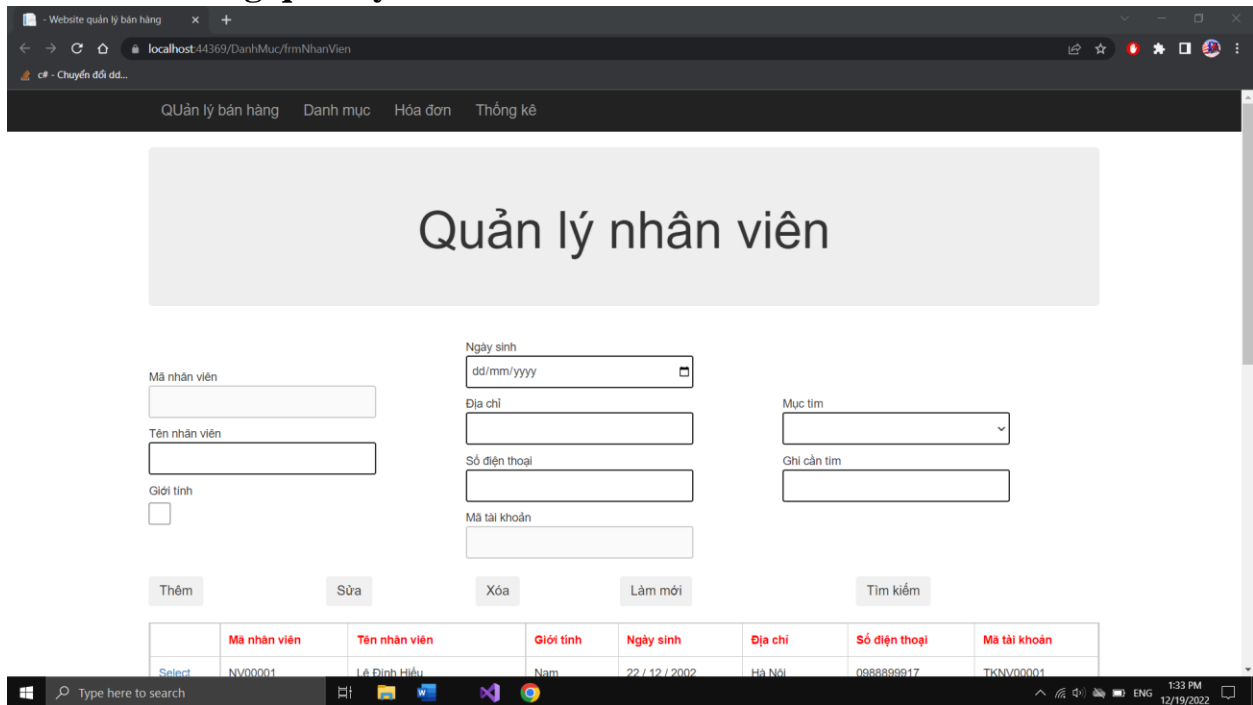 - Website quản lý bán hàng
localhost:44369/DanhMuc/frmNhanVien
c# - Chuyển đổi dd...
QUản lý bán hàng Danh mục Hóa đơn Thống kê
Quản lý nhân viên
Ngày sinh
dd/mm/yyyy
Mã nhân viên
Địa chỉ
Mục tim
Tên nhân viên
Số điện thoại
Ghi cần tim
Giới tính
Mã tài khoản
Thêm Sửa Xóa Làm mới Tìm kiếm
Mã nhân viên Tên nhân viên Giới tính Ngày sinh Địa chỉ Số điện thoại Mã tài khoản
Select NV00001 Lê Đình Hiếu Nam 22 / 12 / 2002 Hà Nội 0988899917 TKNV00001
Type here to search
ENG
1:33 PM
12/19/2022